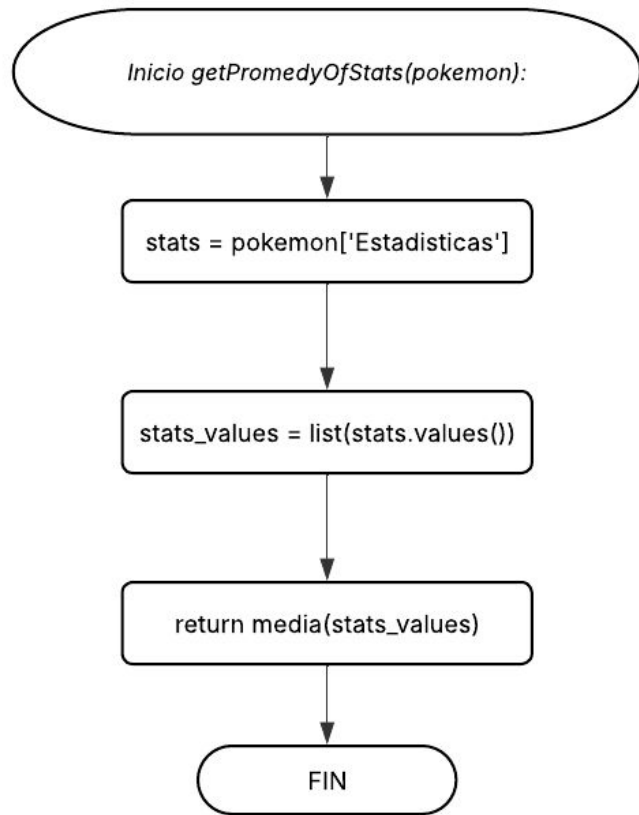 Inicio getPromedyOfStats(pokemon):
stats = pokemon['Estadisticas']
stats_values = list(stats.values())
return media(stats_values)
FIN